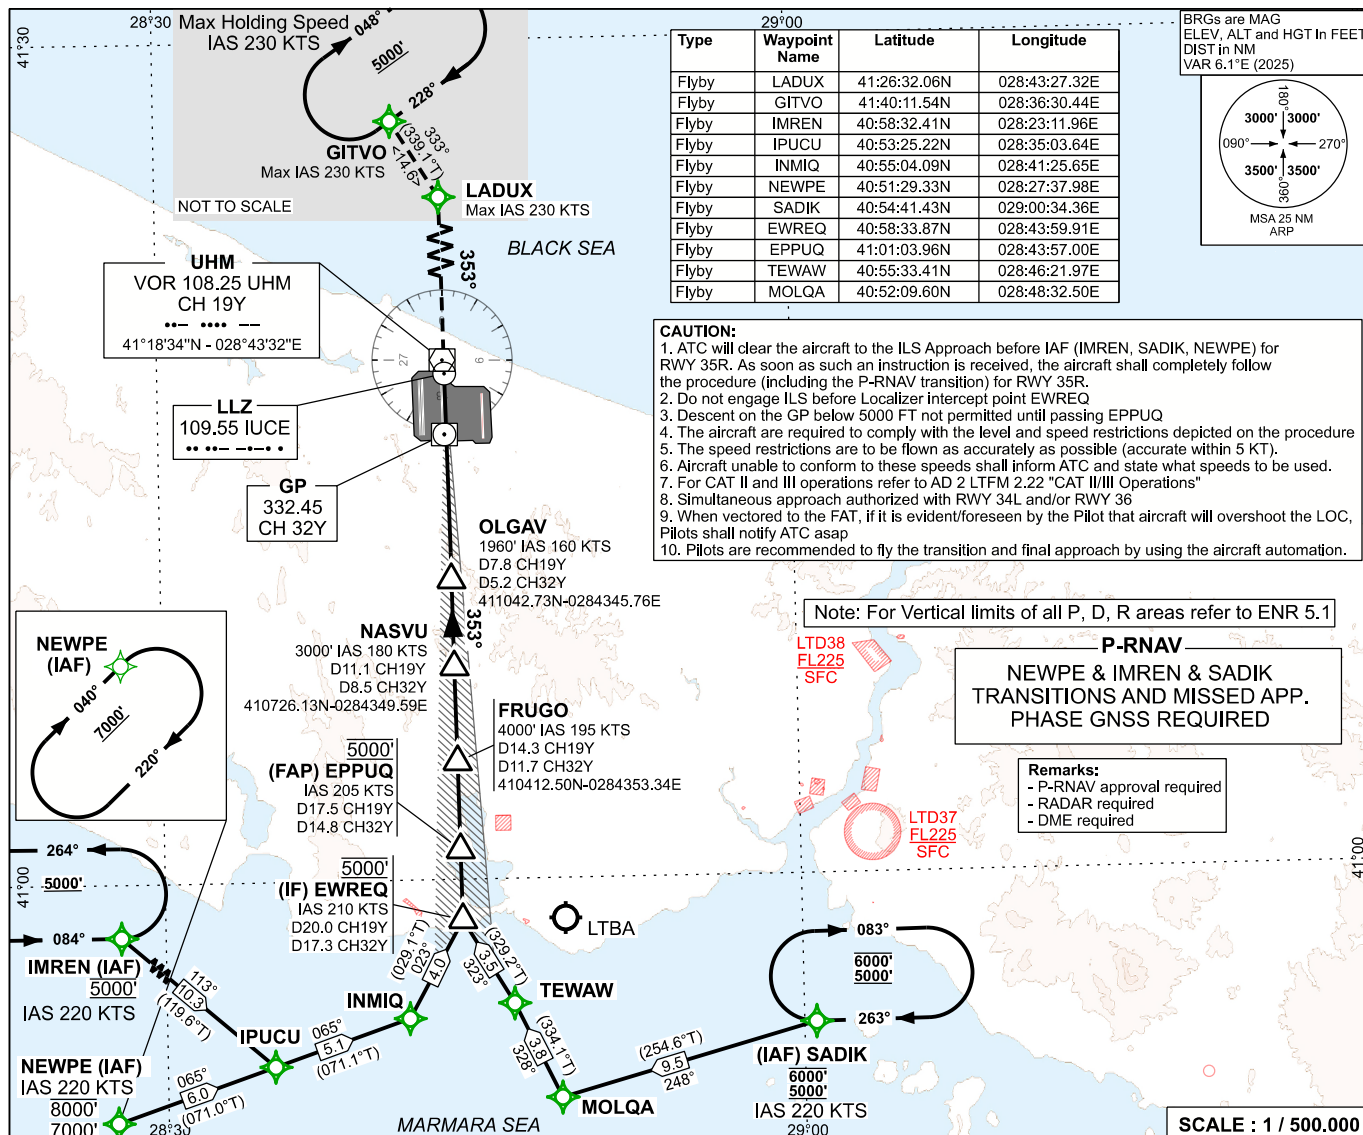 28°30'
29°00'
41°30'
Max Holding Speed
IAS 230 KTS
048°
5000'
228°
GITVO
Max IAS 230 KTS
333°
(339.1°T)
<14.6>
LADUX
Max IAS 230 KTS
NOT TO SCALE
BLACK SEA
353°
Type Waypoint Name Latitude Longitude
Flyby LADUX 41:26:32.06N 028:43:27.32E
Flyby GITVO 41:40:11.54N 028:36:30.44E
Flyby IMREN 40:58:32.41N 028:23:11.96E
Flyby IPUCU 40:53:25.22N 028:35:03.64E
Flyby INMIQ 40:55:04.09N 028:41:25.65E
Flyby NEWPE 40:51:29.33N 028:27:37.98E
Flyby SADIK 40:54:41.43N 029:00:34.36E
Flyby EWREQ 40:58:33.87N 028:43:59.91E
Flyby EPPUQ 41:01:03.96N 028:43:57.00E
Flyby TEWAW 40:55:33.41N 028:46:21.97E
Flyby MOLQA 40:52:09.60N 028:48:32.50E
BRGs are MAG
ELEV, ALT and HGT In FEET
DIST in NM
VAR 6.1°E (2025)
180°
3000' 3000'
090° 270°
3500' 3500'
360°
MSA 25 NM
ARP
UHM
VOR 108.25 UHM
CH 19Y
••– •••• ––
41°18'34"N - 028°43'32"E
27
9
LLZ
109.55 IUCE
•• ••– –•–• •
GP
332.45
CH 32Y
CAUTION:
1. ATC will clear the aircraft to the ILS Approach before IAF (IMREN, SADIK, NEWPE) for
RWY 35R. As soon as such an instruction is received, the aircraft shall completely follow
the procedure (including the P-RNAV transition) for RWY 35R.
2. Do not engage ILS before Localizer intercept point EWREQ
3. Descent on the GP below 5000 FT not permitted until passing EPPUQ
4. The aircraft are required to comply with the level and speed restrictions depicted on the procedure
5. The speed restrictions are to be flown as accurately as possible (accurate within 5 KT).
6. Aircraft unable to conform to these speeds shall inform ATC and state what speeds to be used.
7. For CAT II and III operations refer to AD 2 LTFM 2.22 "CAT II/III Operations"
8. Simultaneous approach authorized with RWY 34L and/or RWY 36
9. When vectored to the FAT, if it is evident/foreseen by the Pilot that aircraft will overshoot the LOC,
Pilots shall notify ATC asap
10. Pilots are recommended to fly the transition and final approach by using the aircraft automation.
OLGAV
1960' IAS 160 KTS
D7.8 CH19Y
D5.2 CH32Y
411042.73N-0284345.76E
353°
NASVU
3000' IAS 180 KTS
D11.1 CH19Y
D8.5 CH32Y
410726.13N-0284349.59E
FRUGO
4000' IAS 195 KTS
D14.3 CH19Y
D11.7 CH32Y
410412.50N-0284353.34E
5000'
(FAP) EPPUQ
IAS 205 KTS
D17.5 CH19Y
D14.8 CH32Y
5000'
(IF) EWREQ
IAS 210 KTS
D20.0 CH19Y
D17.3 CH32Y
NEWPE
(IAF)
040°
7000'
220°
Note: For Vertical limits of all P, D, R areas refer to ENR 5.1
LTD38
FL225
SFC
P-RNAV
NEWPE & IMREN & SADIK
TRANSITIONS AND MISSED APP.
PHASE GNSS REQUIRED
Remarks:
- P-RNAV approval required
- RADAR required
- DME required
LTD37
FL225
SFC
41°00'
41°00'
264°
5000'
084°
IMREN (IAF)
5000'
IAS 220 KTS
113°
10.3
(119.6°T)
LTBA
(029.1°T)
023°
4.0
(329.2°T)
3.5
323°
INMIQ
TEWAW
083°
6000'
5000'
263°
(IAF) SADIK
6000'
5000'
IAS 220 KTS
IPUCU
065°
5.1
(071.1°T)
(334.1°T)
3.8
328°
(254.6°T)
9.5
248°
MOLQA
NEWPE (IAF)
IAS 220 KTS
8000'
7000'
065°
6.0
(071.0°T)
28°30'
MARMARA SEA
29°00'
SCALE : 1 / 500.000